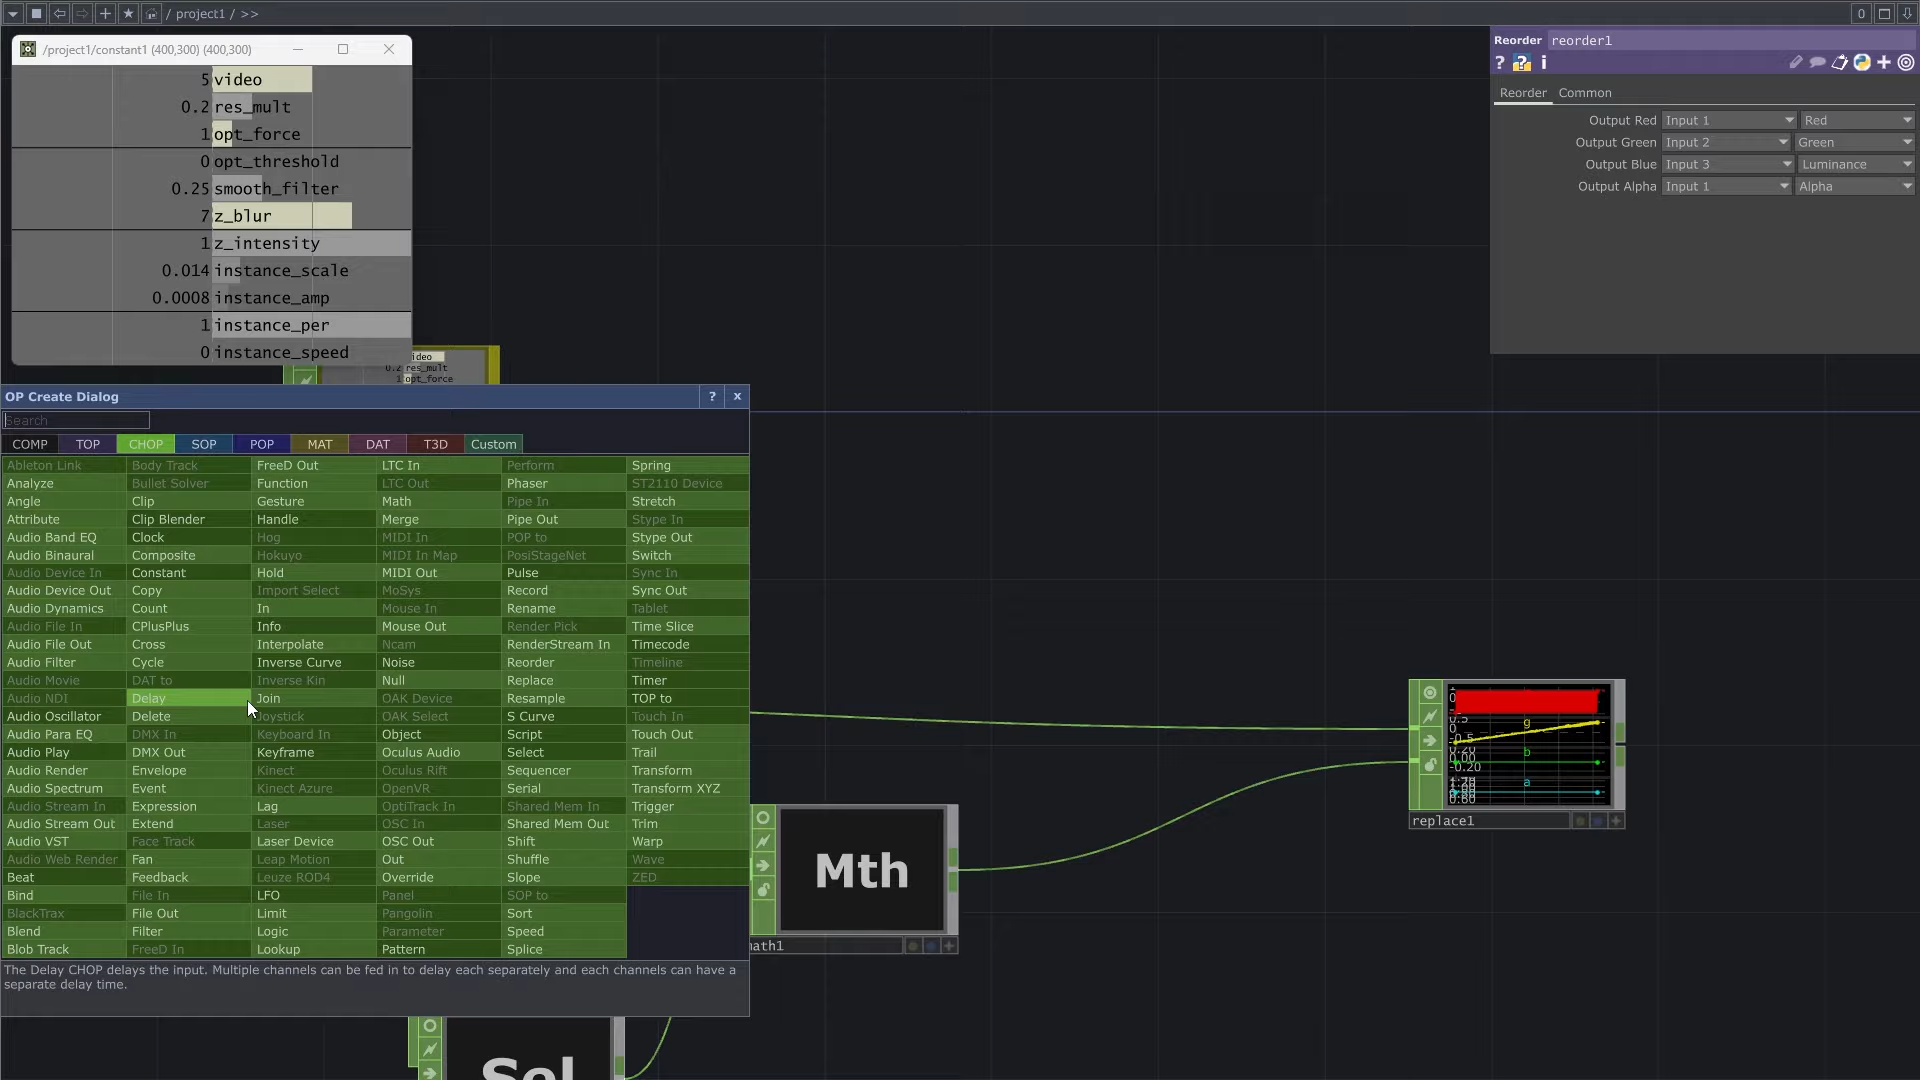 / project1 / >>
0
/project1/constant1 (400,300) (400,300)
5 video
0.2 res_mult
1 opt_force
0 opt_threshold
0.25 smooth_filter
7 z_blur
1 z_intensity
0.014 instance_scale
0.0008 instance_amp
1 instance_per
0 instance_speed
Reorder reorder1
? ? i
Reorder Common
Output Red Input 1 Red
Output Green Input 2 Green
Output Blue Input 3 Luminance
Output Alpha Input 1 Alpha
ideo
0.2 res_mult
1 opt_force
OP Create Dialog ? x
Search
COMP TOP CHOP SOP POP MAT DAT T3D Custom
Ableton Link Body Track FreeD Out LTC In Perform Spring
Analyze Bullet Solver Function LTC Out Phaser ST2110 Device
Angle Clip Gesture Math Pipe In Stretch
Attribute Clip Blender Handle Merge Pipe Out Stype In
Audio Band EQ Clock Hog MIDI In POP to Stype Out
Audio Binaural Composite Hokuyo MIDI In Map PosiStageNet Switch
Audio Device In Constant Hold MIDI Out Pulse Sync In
Audio Device Out Copy Import Select MoSys Record Sync Out
Audio Dynamics Count In Mouse In Rename Tablet
Audio File In CPlusPlus Info Mouse Out Render Pick Time Slice
Audio File Out Cross Interpolate Ncam RenderStream In Timecode
Audio Filter Cycle Inverse Curve Noise Reorder Timeline
Audio Movie DAT to Inverse Kin Null Replace Timer
Audio NDI Delay Join OAK Device Resample TOP to
Audio Oscillator Delete Joystick OAK Select S Curve Touch In
Audio Para EQ DMX In Keyboard In Object Script Touch Out
Audio Play DMX Out Keyframe Oculus Audio Select Trail
Audio Render Envelope Kinect Oculus Rift Sequencer Transform
Audio Spectrum Event Kinect Azure OpenVR Serial Transform XYZ
Audio Stream In Expression Lag OptiTrack In Shared Mem In Trigger
Audio Stream Out Extend Laser OSC In Shared Mem Out Trim
Audio VST Face Track Laser Device OSC Out Shift Warp
Audio Web Render Fan Leap Motion Out Shuffle Wave
Beat Feedback Leuze ROD4 Override Slope ZED
Bind File In LFO Panel SOP to
BlackTrax File Out Limit Pangolin Sort
Blend Filter Logic Parameter Speed
Blob Track FreeD In Lookup Pattern Splice
The Delay CHOP delays the input. Multiple channels can be fed in to delay each separately and each channels can have a
separate delay time.
g
b
a
replace1
Mth
ath1
Sel